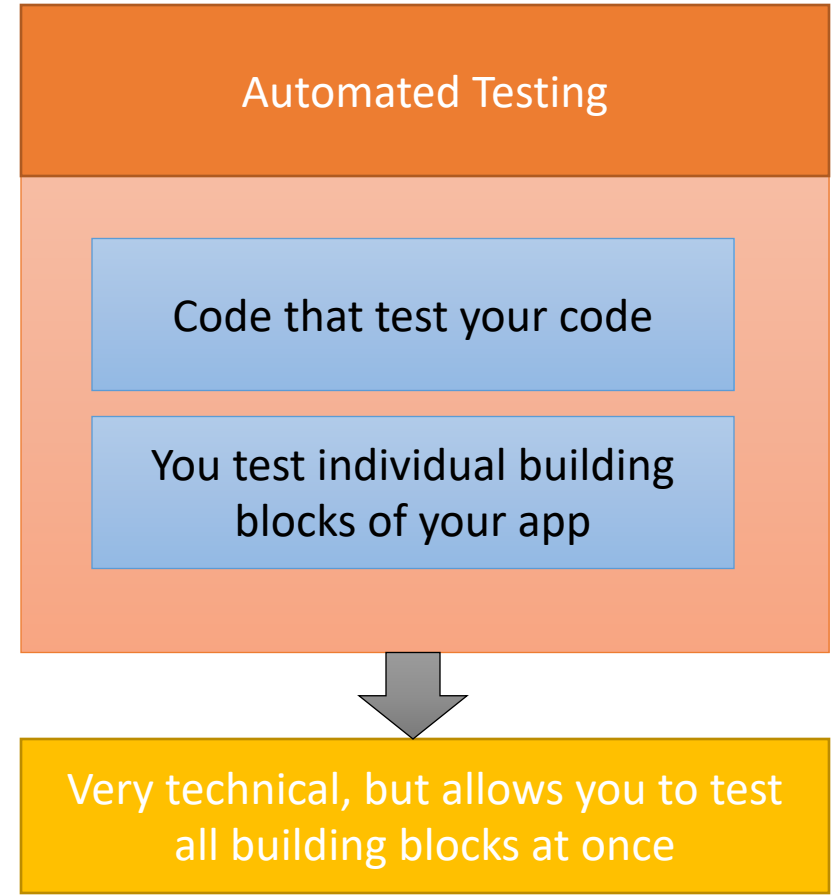 Automated Testing
Code that test your code
You test individual building
blocks of your app
Very technical, but allows you to test
all building blocks at once